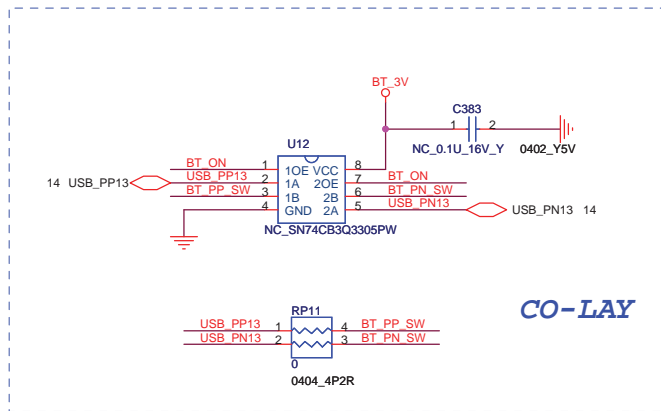 BT_3V
C383
1 2
NC_0.1U_16V_Y 0402_Y5V
U12
BT_ON 1 1OE VCC 8
14 USB_PP13 USB_PP13 2 1A 2OE 7 BT_ON
BT_PP_SW 3 1B 2B 6 BT_PN_SW
4 GND 2A 5 USB_PN13 USB_PN13 14
NC_SN74CB3Q3305PW
RP11
CO-LAY
USB_PP13 1 4 BT_PP_SW
USB_PN13 2 3 BT_PN_SW
0
0404_4P2R